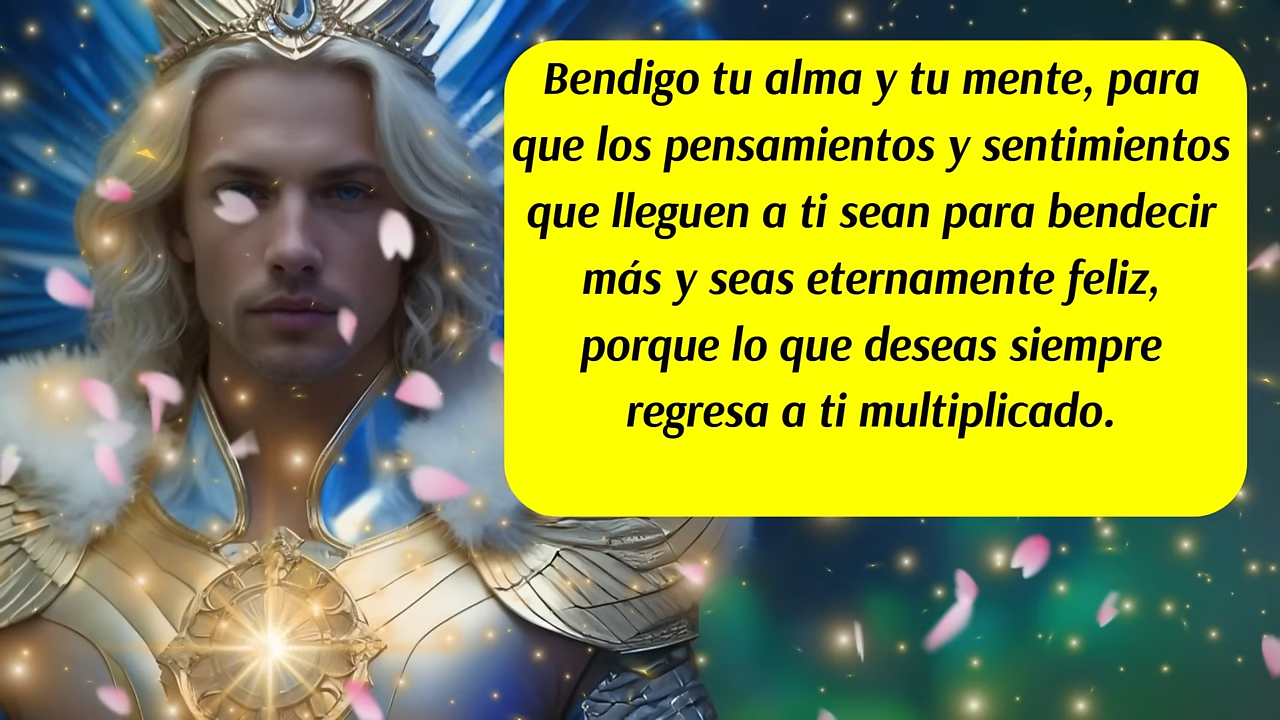 Bendigo tu alma y tu mente, para
que los pensamientos y sentimientos
que lleguen a ti sean para bendecir
más y seas eternamente feliz,
porque lo que deseas siempre
regresa a ti multiplicado.